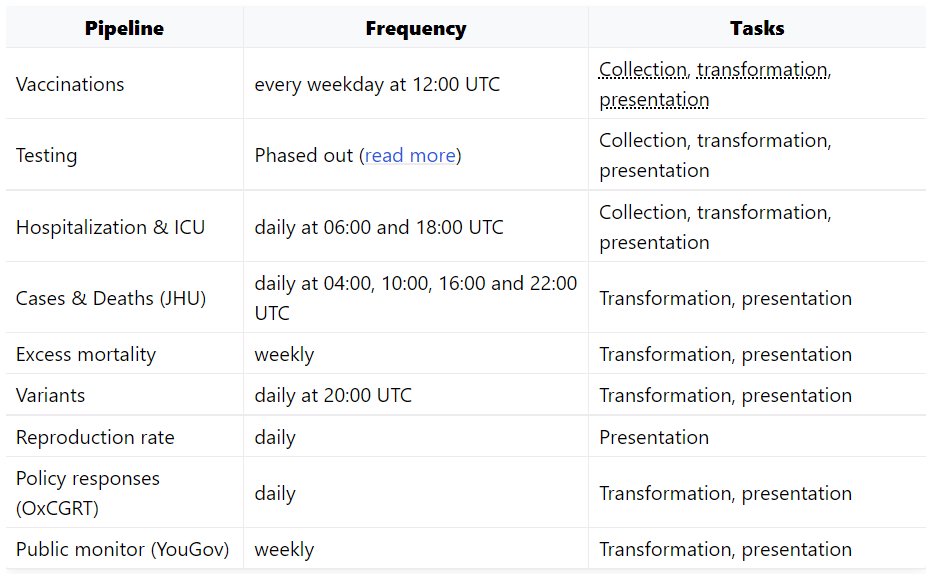 Pipeline Frequency Tasks
Vaccinations every weekday at 12:00 UTC Collection, transformation,
presentation
Testing Phased out (read more) Collection, transformation,
presentation
Hospitalization & ICU daily at 06:00 and 18:00 UTC Collection, transformation,
presentation
Cases & Deaths (JHU) daily at 04:00, 10:00, 16:00 and 22:00
UTC Transformation, presentation
Excess mortality weekly Transformation, presentation
Variants daily at 20:00 UTC Transformation, presentation
Reproduction rate daily Presentation
Policy responses
(OxCGRT) daily Transformation, presentation
Public monitor (YouGov) weekly Transformation, presentation